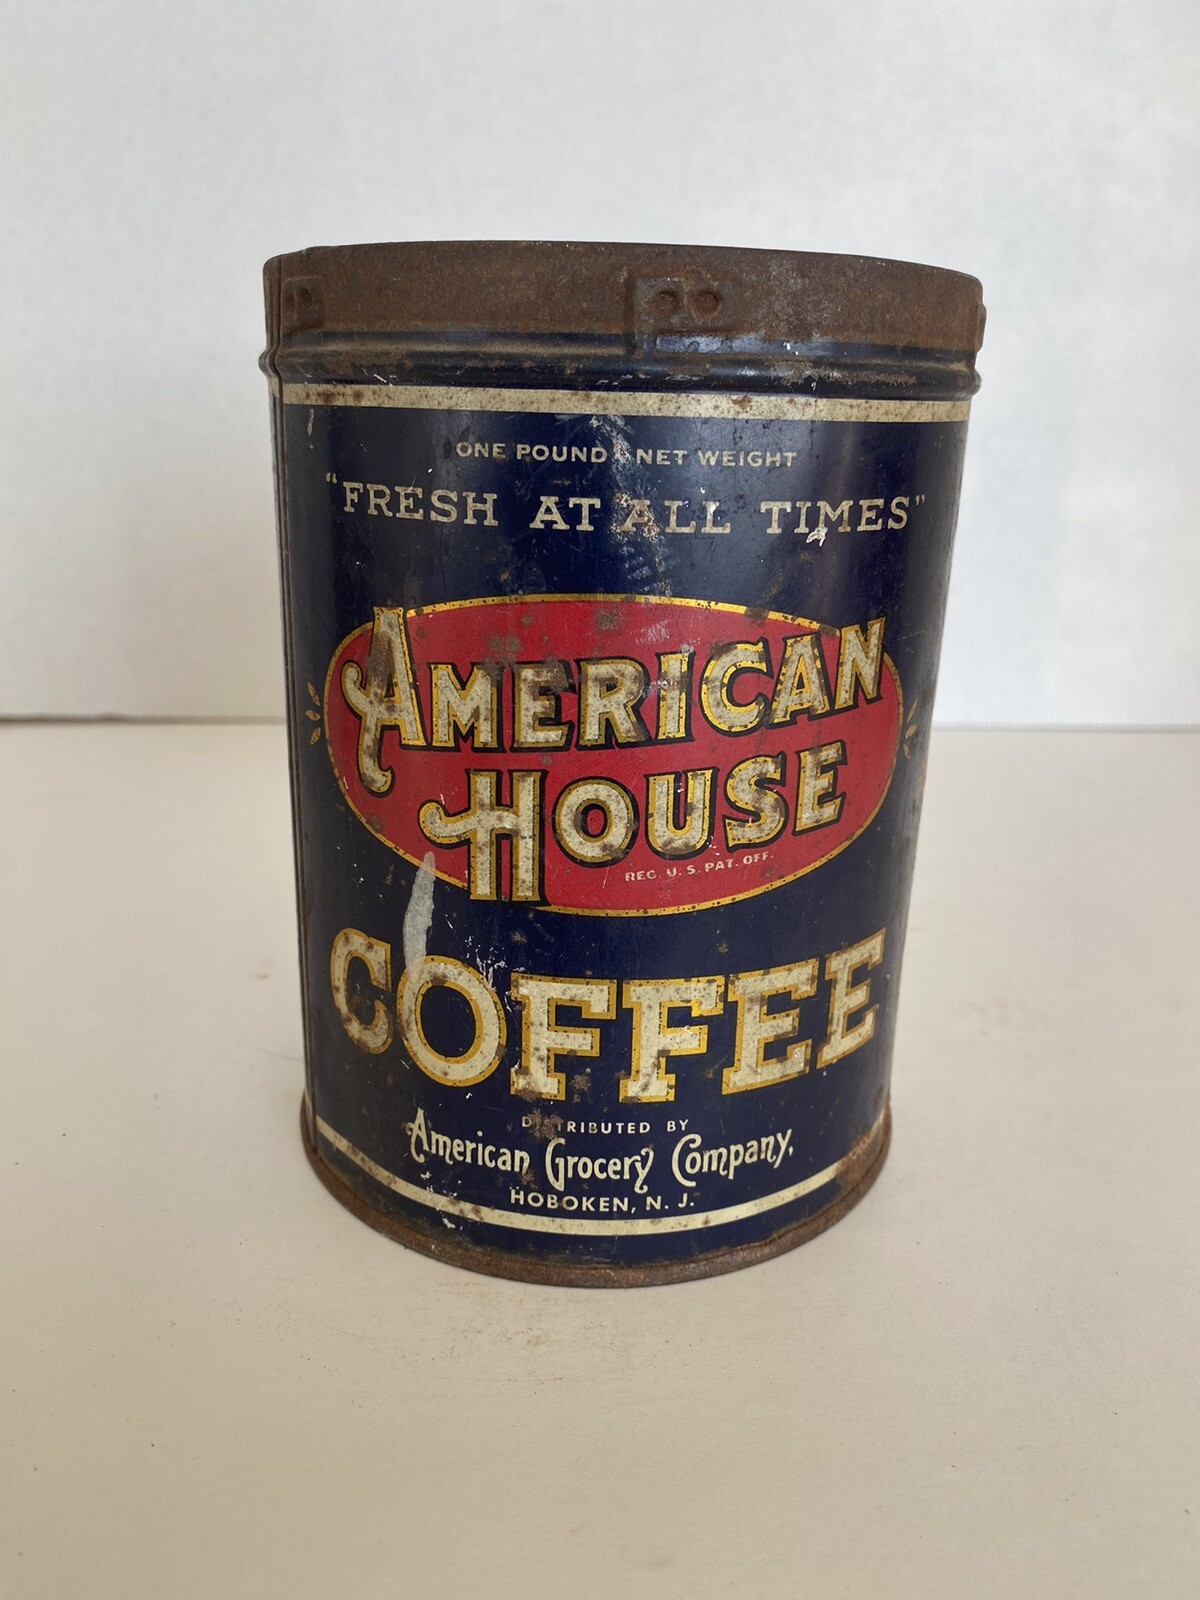 ONE POUND NET WEIGHT
"FRESH AT ALL TIMES"
AMERICAN
HOUSE
REG. U. S. PAT. OFF.
COFFEE
DISTRIBUTED BY
American Grocery Company,
HOBOKEN, N. J.